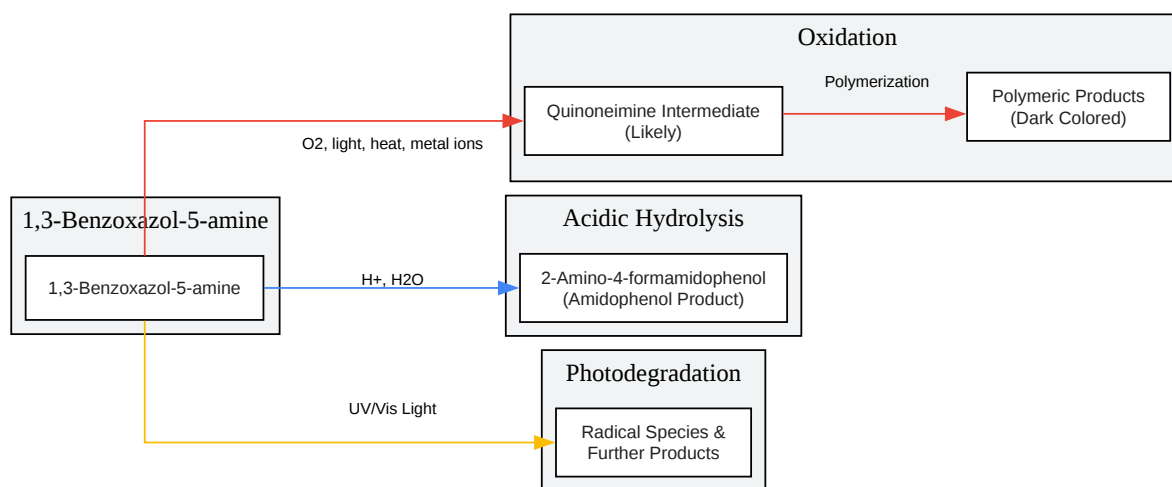 Oxidation
Polymerization
Quinoneimine Intermediate
(Likely)
Polymeric Products
(Dark Colored)
O2, light, heat, metal ions
1,3-Benzoxazol-5-amine
1,3-Benzoxazol-5-amine
Acidic Hydrolysis
H+, H2O
2-Amino-4-formamidophenol
(Amidophenol Product)
Photodegradation
UV/Vis Light
Radical Species &
Further Products